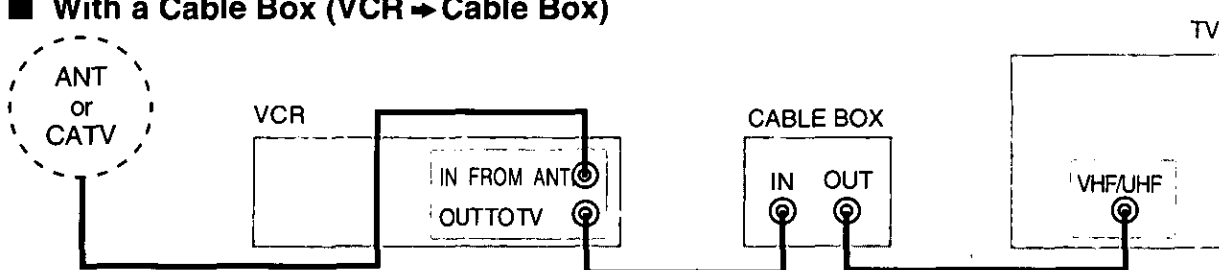 ■ With a Cable Box (VCR ➔ Cable Box)
TV
ANT
or
CATV
VCR
IN FROM ANT
OUT TO TV
CABLE BOX
IN OUT
VHF/UHF